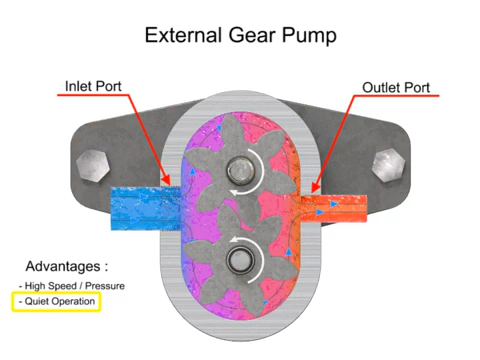 External Gear Pump
Inlet Port
Outlet Port
Advantages :
- High Speed / Pressure
- Quiet Operation